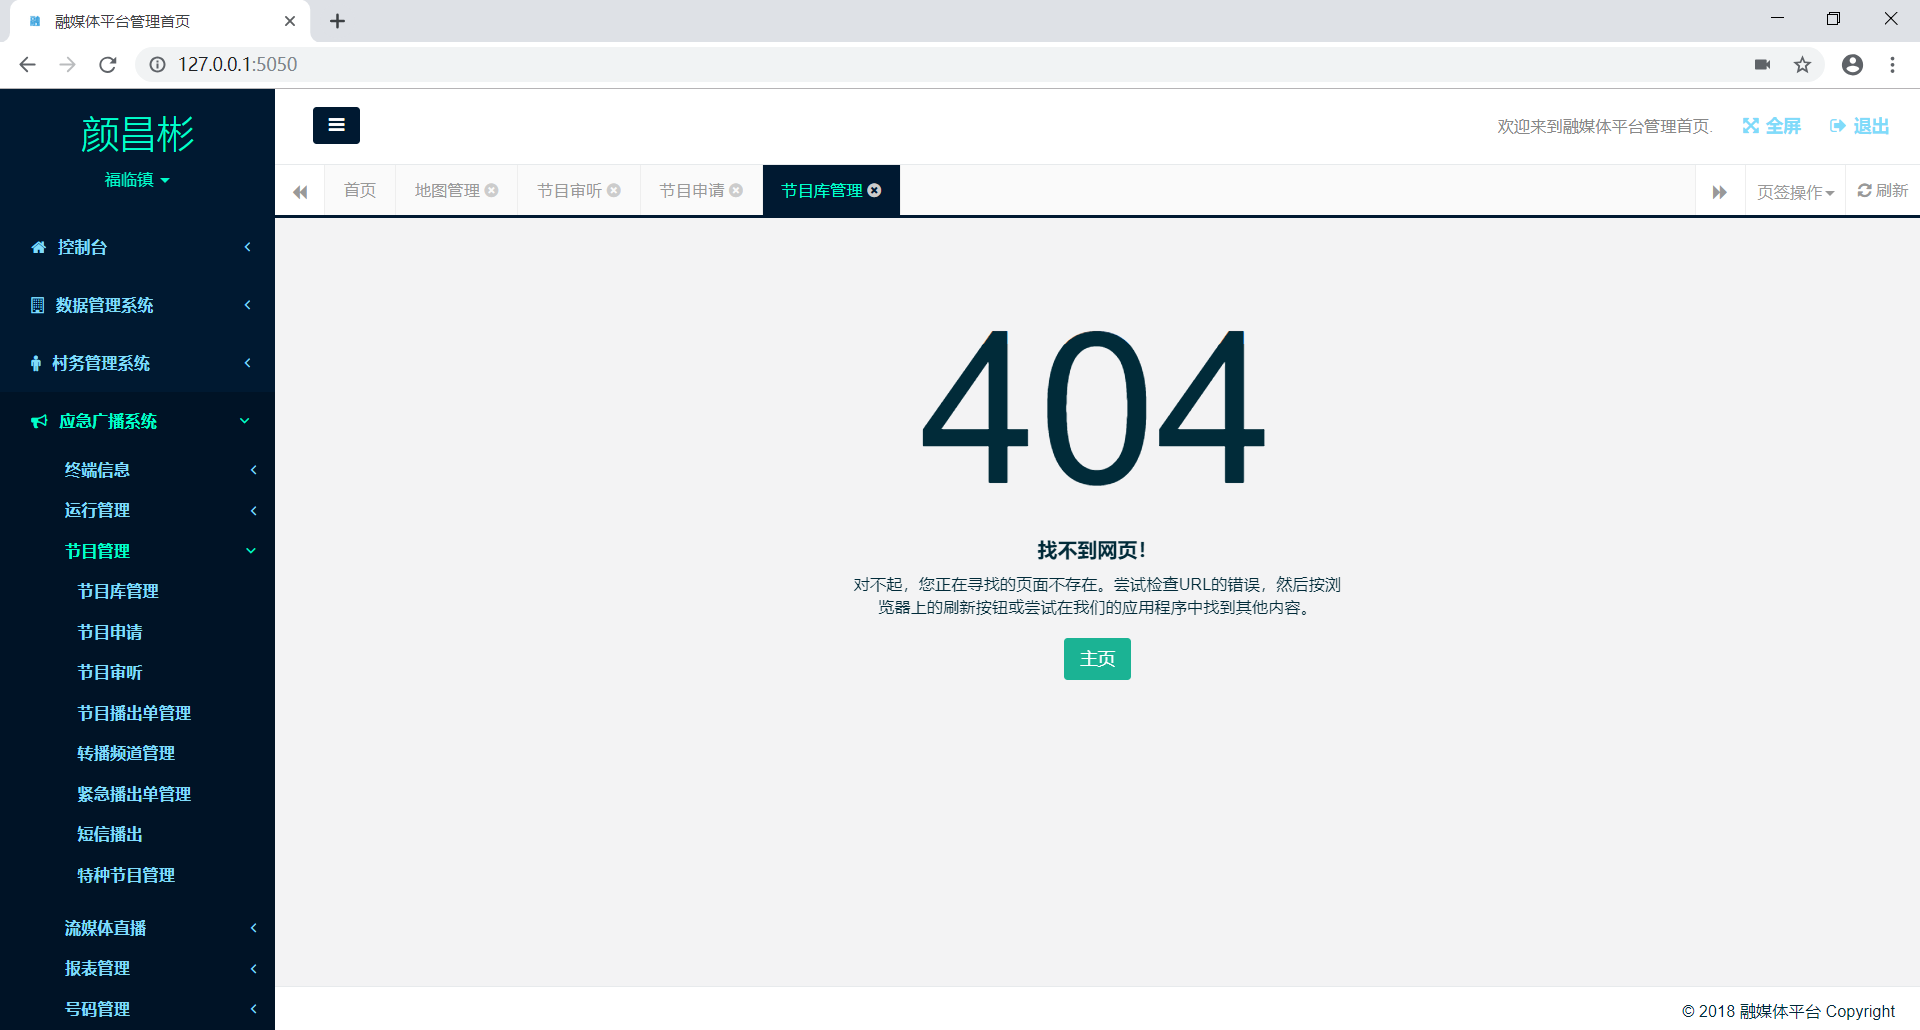 融媒体平台管理首页
127.0.0.1:5050
颜昌彬
福临镇
控制台
数据管理系统
村务管理系统
应急广播系统
终端信息
运行管理
节目管理
节目库管理
节目申请
节目审听
节目播出单管理
转播频道管理
紧急播出单管理
短信播出
特种节目管理
流媒体直播
报表管理
号码管理
欢迎来到融媒体平台管理首页.
全屏
退出
首页
地图管理
节目审听
节目申请
节目库管理
页签操作
刷新
404
找不到网页！
对不起，您正在寻找的页面不存在。尝试检查URL的错误，然后按浏
览器上的刷新按钮或尝试在我们的应用程序中找到其他内容。
主页
© 2018 融媒体平台 Copyright